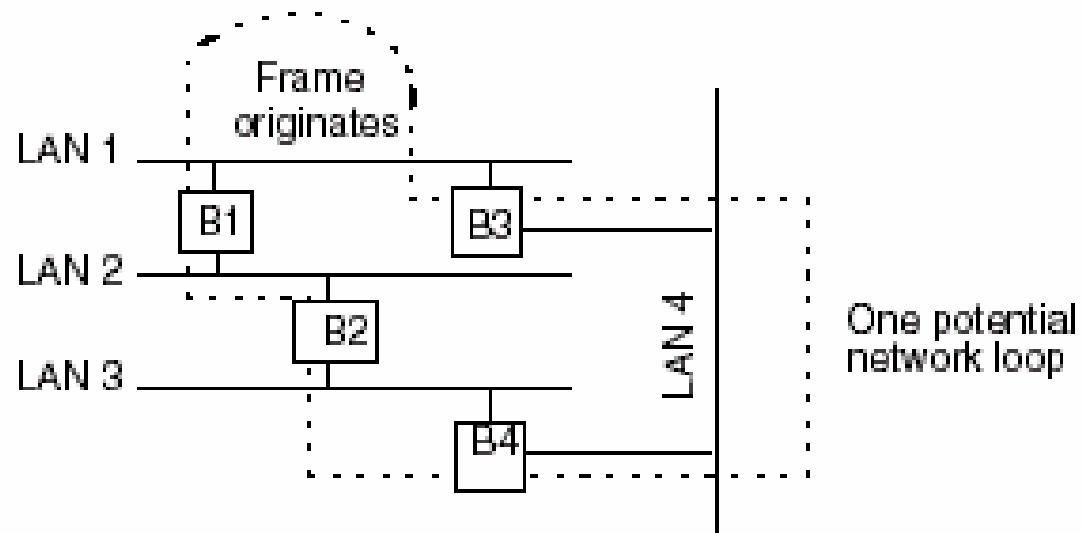 Frame
originates
LAN 1
B1
B3
LAN 2
B2
LAN 4
One potential
network loop
LAN 3
B4